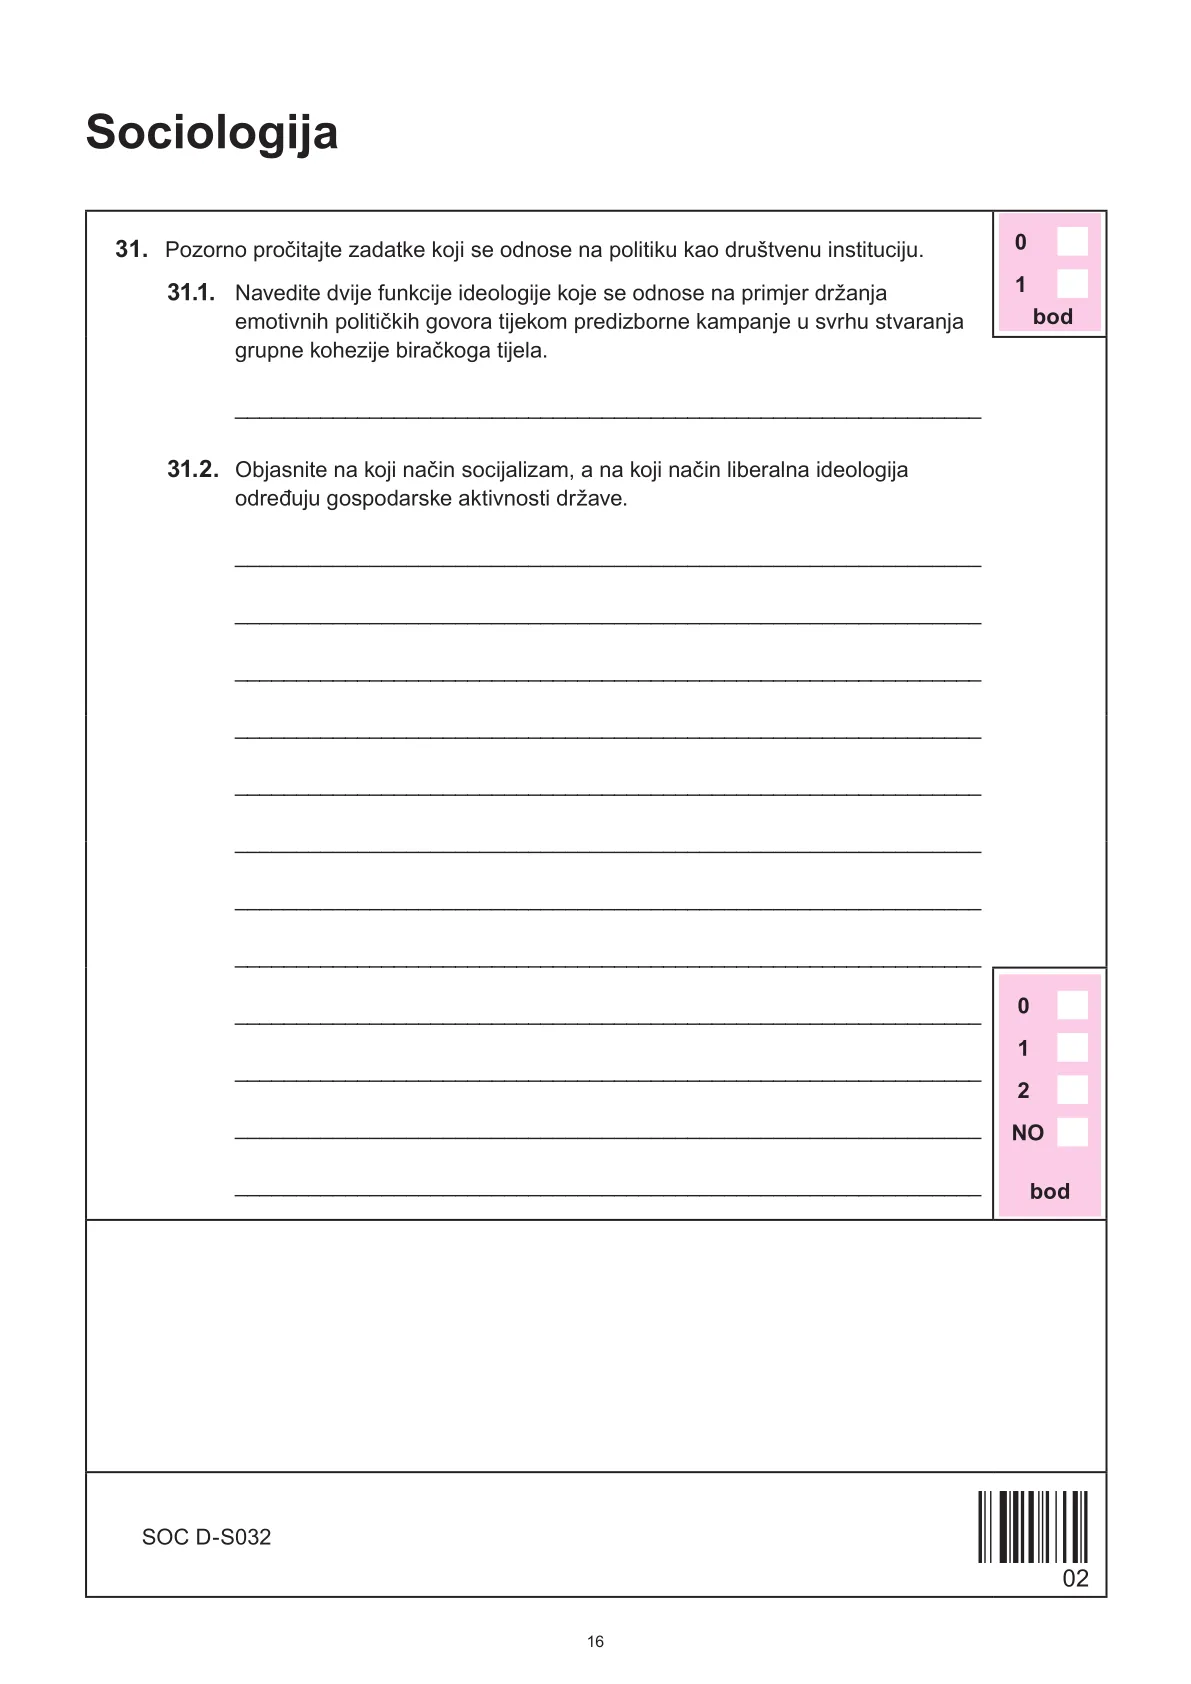 Sociologija
31. Pozorno pročitajte zadatke koji se odnose na politiku kao društvenu instituciju.
0
1
bod
31.1. Navedite dvije funkcije ideologije koje se odnose na primjer držanja
emotivnih političkih govora tijekom predizborne kampanje u svrhu stvaranja
grupne kohezije biračkoga tijela.
31.2. Objasnite na koji način socijalizam, a na koji način liberalna ideologija
određuju gospodarske aktivnosti države.
0
1
2
NO
bod
SOC D-S032
02
16